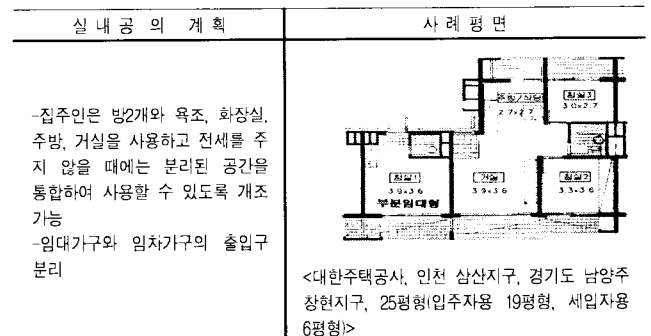 실 내 공 의 계 획
사 례 평 면
-집주인은 방2개와 욕조, 화장실,
주방, 거실을 사용하고 전세를 주
지 않을 때에는 분리된 공간을
통합하여 사용할 수 있도록 개조
가능
-임대가구와 임차가구의 출입구
분리
주방/식당
2.7×2.7
침실3
3.0×2.7
침실1
3.9×3.6
부분임대형
거실
3.9×3.6
침실2
3.3×3.6
<대한주택공사, 인천 삼산지구, 경기도 남양주
창현지구, 25평형(입주자용 19평형, 세입자용
6평형)>